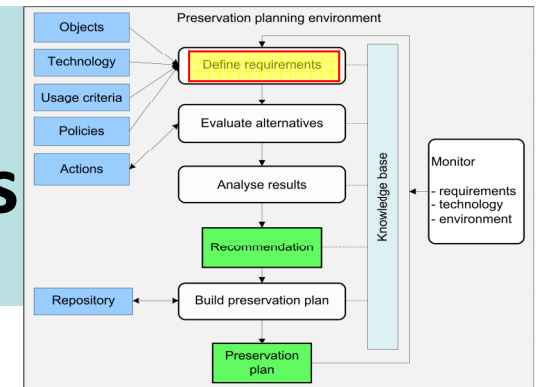 Preservation planning environment
Objects
Technology
Usage criteria
Policies
Actions
Repository
s
Define requirements
Evaluate alternatives
Analyse results
Recommendation
Build preservation plan
Preservation
plan
Knowledge base
Monitor
- requirements
- technology
- environment